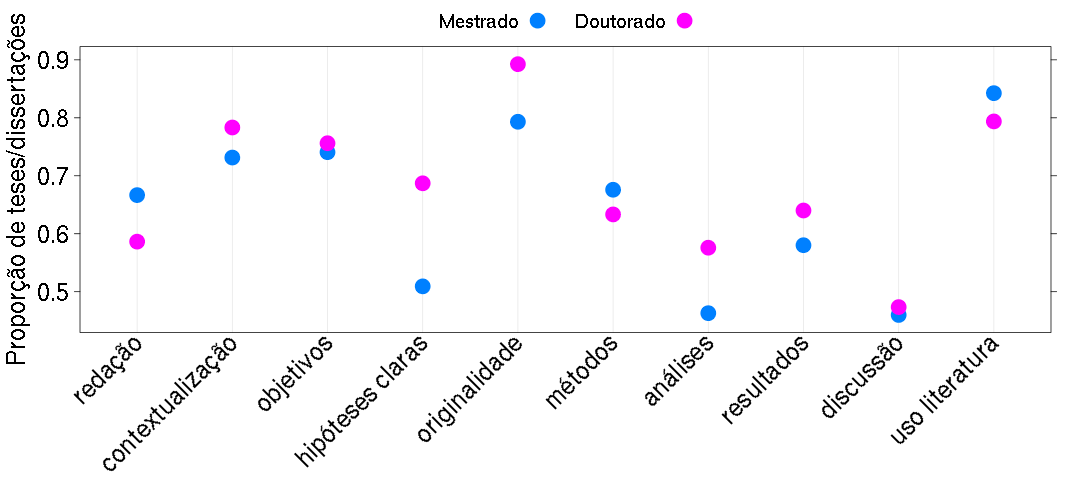 Mestrado Doutorado
Proporção de teses/dissertações
0.9
0.8
0.7
0.6
0.5
redação
contextualização
objetivos
hipóteses claras
originalidade
métodos
análises
resultados
discussão
uso literatura